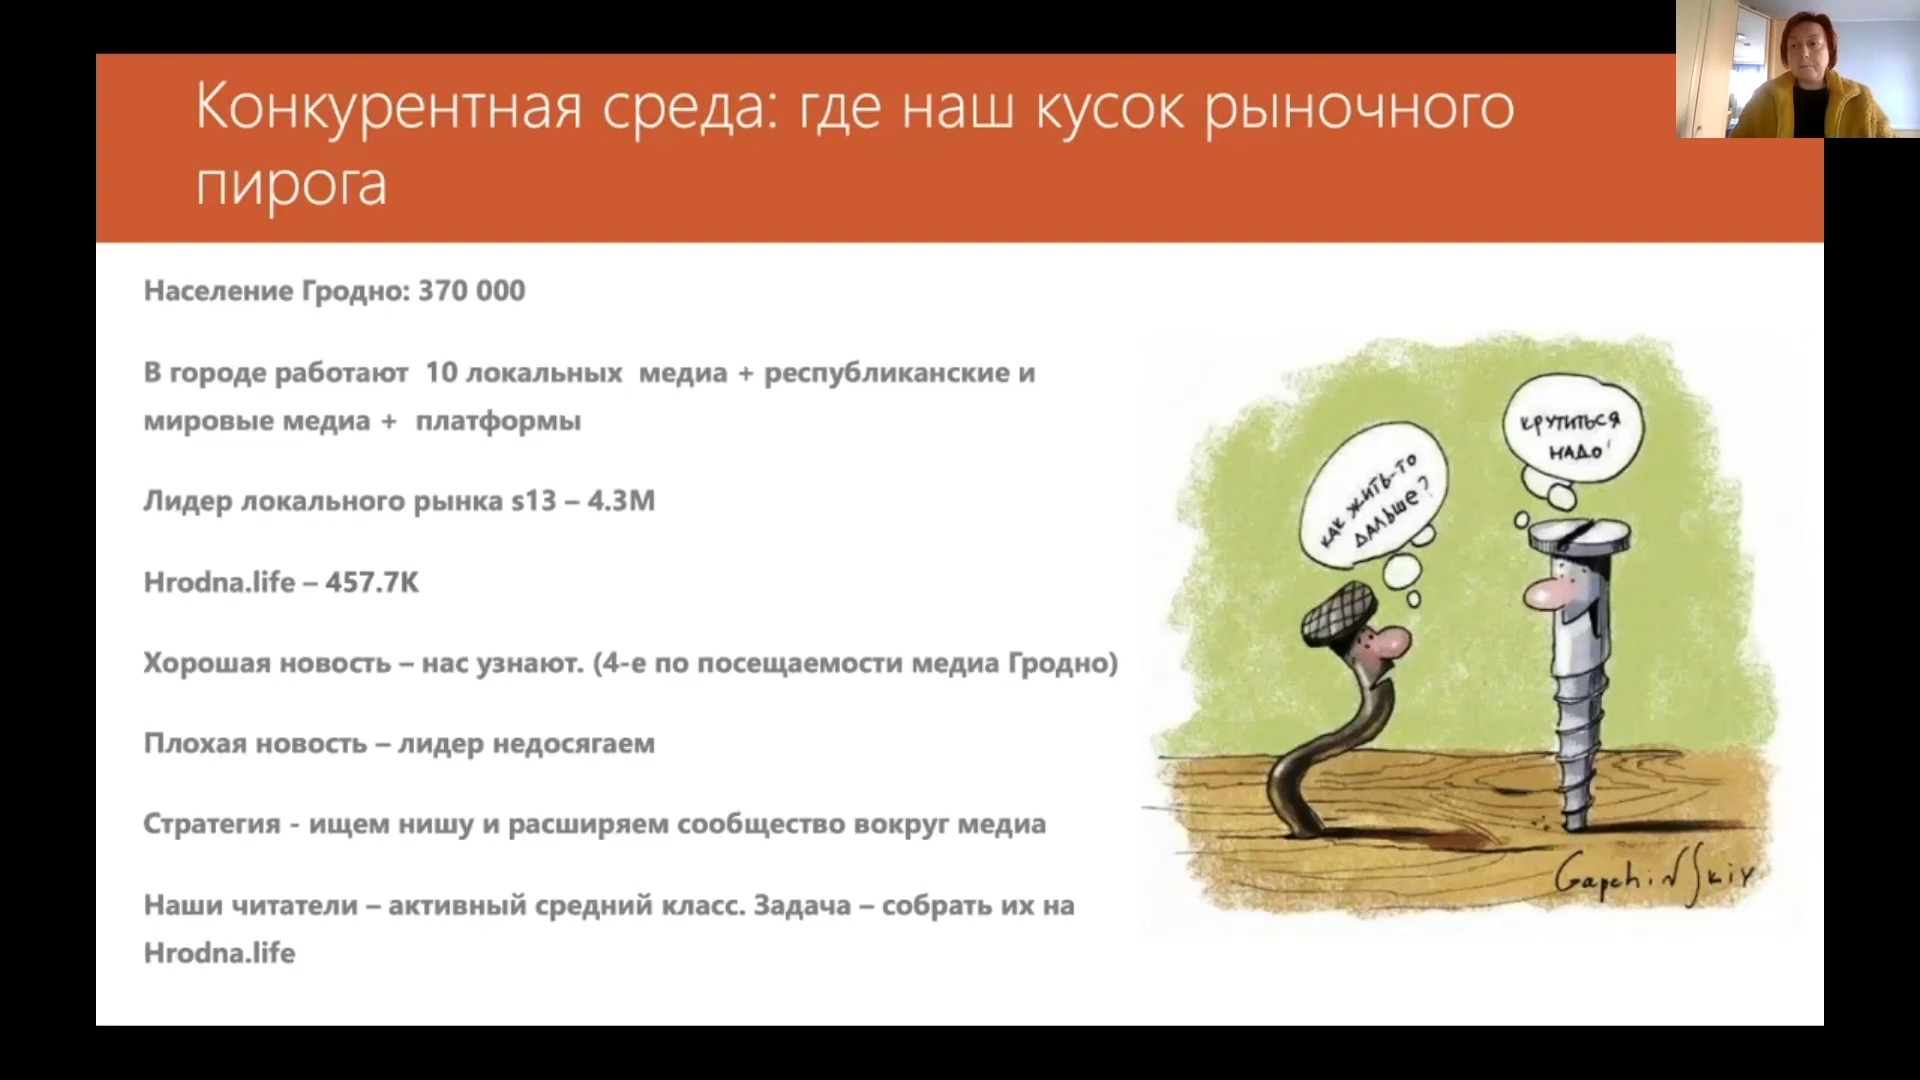 Конкурентная среда: где наш кусок рыночного
пирога
Население Гродно: 370 000
В городе работают 10 локальных медиа + республиканские и
мировые медиа + платформы
Лидер локального рынка s13 – 4.3M
Hrodna.life – 457.7K
Хорошая новость – нас узнают. (4-е по посещаемости медиа Гродно)
Плохая новость – лидер недосягаем
Стратегия - ищем нишу и расширяем сообщество вокруг медиа
Наши читатели – активный средний класс. Задача – собрать их на
Hrodna.life
КАК ЖИТЬ-ТО
ДАЛЬШЕ?
КРУТИТЬСЯ
НАДО!
Gapchinskiy